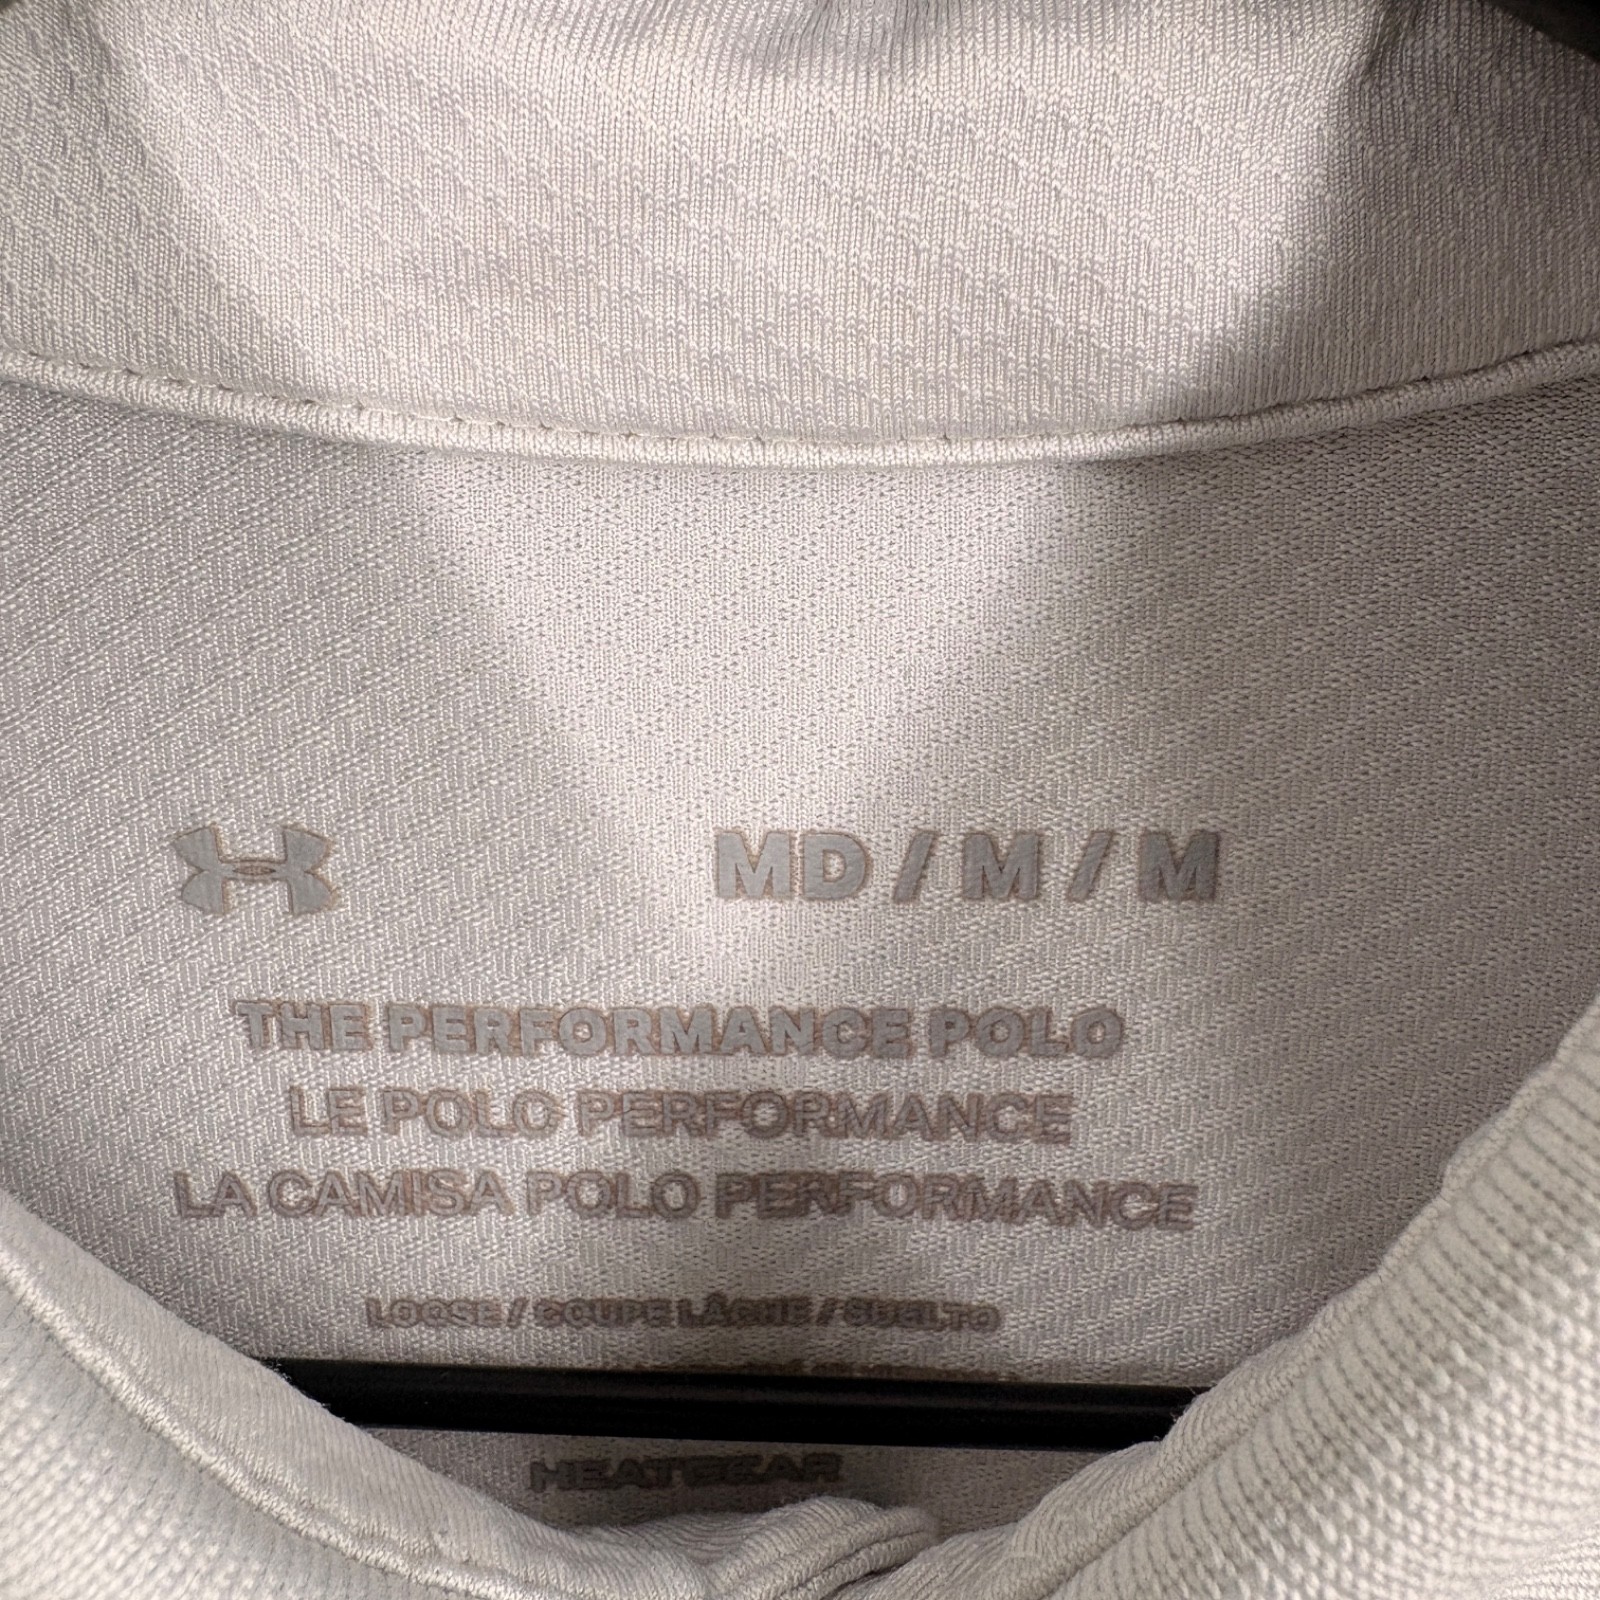 MD / M / M
THE PERFORMANCE POLO
LE POLO PERFORMANCE
LA CAMISA POLO PERFORMANCE
LOOSE / COUPE LÂCHE / SUELTO
HEATGEAR